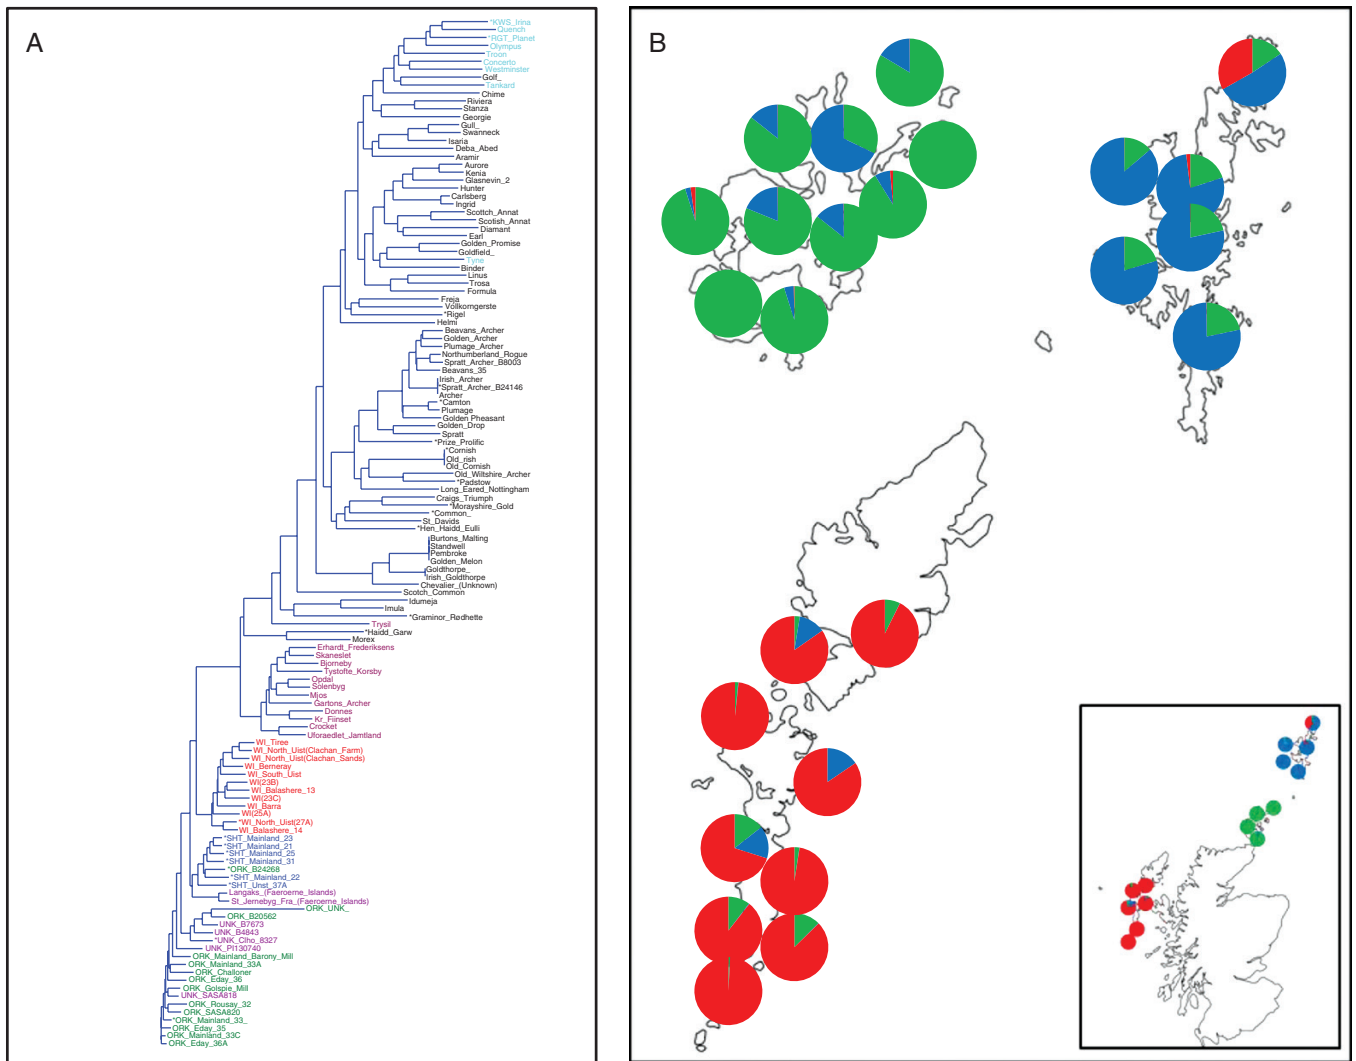 A
*KWS_Irina
Quench
*RGT_Planet
Olympus
Troon
Concerto
Westminster
Golf_
Tankard
Chime
Riviera
Stanza
Georgie
Gull_
Swanneck
Isaria
Deba_Abed
Aramir
Aurore
Kenia
Glasnevin_2
Hunter
Carlsberg
Ingrid
Scottch_Annat
Scotish_Annat
Diamant
Earl
Golden_Promise
Goldfield_
Tyne
Binder
Linus
Trosa
Formula
Freja
Vollkorngerste
*Rigel
Helmi
Beavans_Archer
Golden_Archer
Plumage_Archer
Northumberland_Rogue
Spratt_Archer_B8003
Beavans_35
Irish_Archer
*Spratt_Archer_B24146
Archer
*Camton
Plumage
Golden Pheasant
Golden_Drop
Spratt
*Prize_Prolific
*Cornish
Old_rish
Old_Cornish
Old_Wiltshire_Archer
*Padstow
Long_Eared_Nottingham
Craigs_Triumph
*Morayshire_Gold
*Common_
St_Davids
*Hen_Haidd_Eulli
Burtons_Malting
Standwell
Pembroke
Golden_Melon
Goldthorpe_
Irish_Goldthorpe
Chevalier_(Unknown)
Scotch_Common
Idumeja
Imula
*Graminor_Rødhette
Trysil
*Haidd_Garw
Morex
Erhardt_Frederiksens
Skaneslet
Bjorneby
Tystofte_Korsby
Opdal
Solenbyg
Mjos
Gartons_Archer
Donnes
Kr_Fiinset
Crocket
Uforaedlet_Jamtland
WI_Tiree
WI_North_Uist(Clachan_Farm)
WI_North_Uist(Clachan_Sands)
WI_Berneray
WI_South_Uist
WI(23B)
WI_Balashere_13
WI(23C)
WI_Barra
WI(25A)
*WI_North_Uist(27A)
WI_Balashere_14
*SHT_Mainland_23
*SHT_Mainland_21
*SHT_Mainland_25
*SHT_Mainland_31
*ORK_B24268
*SHT_Mainland_22
*SHT_Unst_37A
Langaks_(Faeroerne_Islands)
St_Jernebyg_Fra_(Faeroerne_Islands)
ORK_UNK_
ORK_B20562
UNK_B7673
UNK_B4843
*UNK_CIho_8327
UNK_PI130740
ORK_Mainland_Barony_Mill
ORK_Mainland_33A
ORK_Challoner
ORK_Eday_36
ORK_Golspie_Mill
UNK_SASA818
ORK_Rousay_32
ORK_SASA820
*ORK_Mainland_33_
ORK_Eday_35
ORK_Mainland_33C
ORK_Eday_36A
B